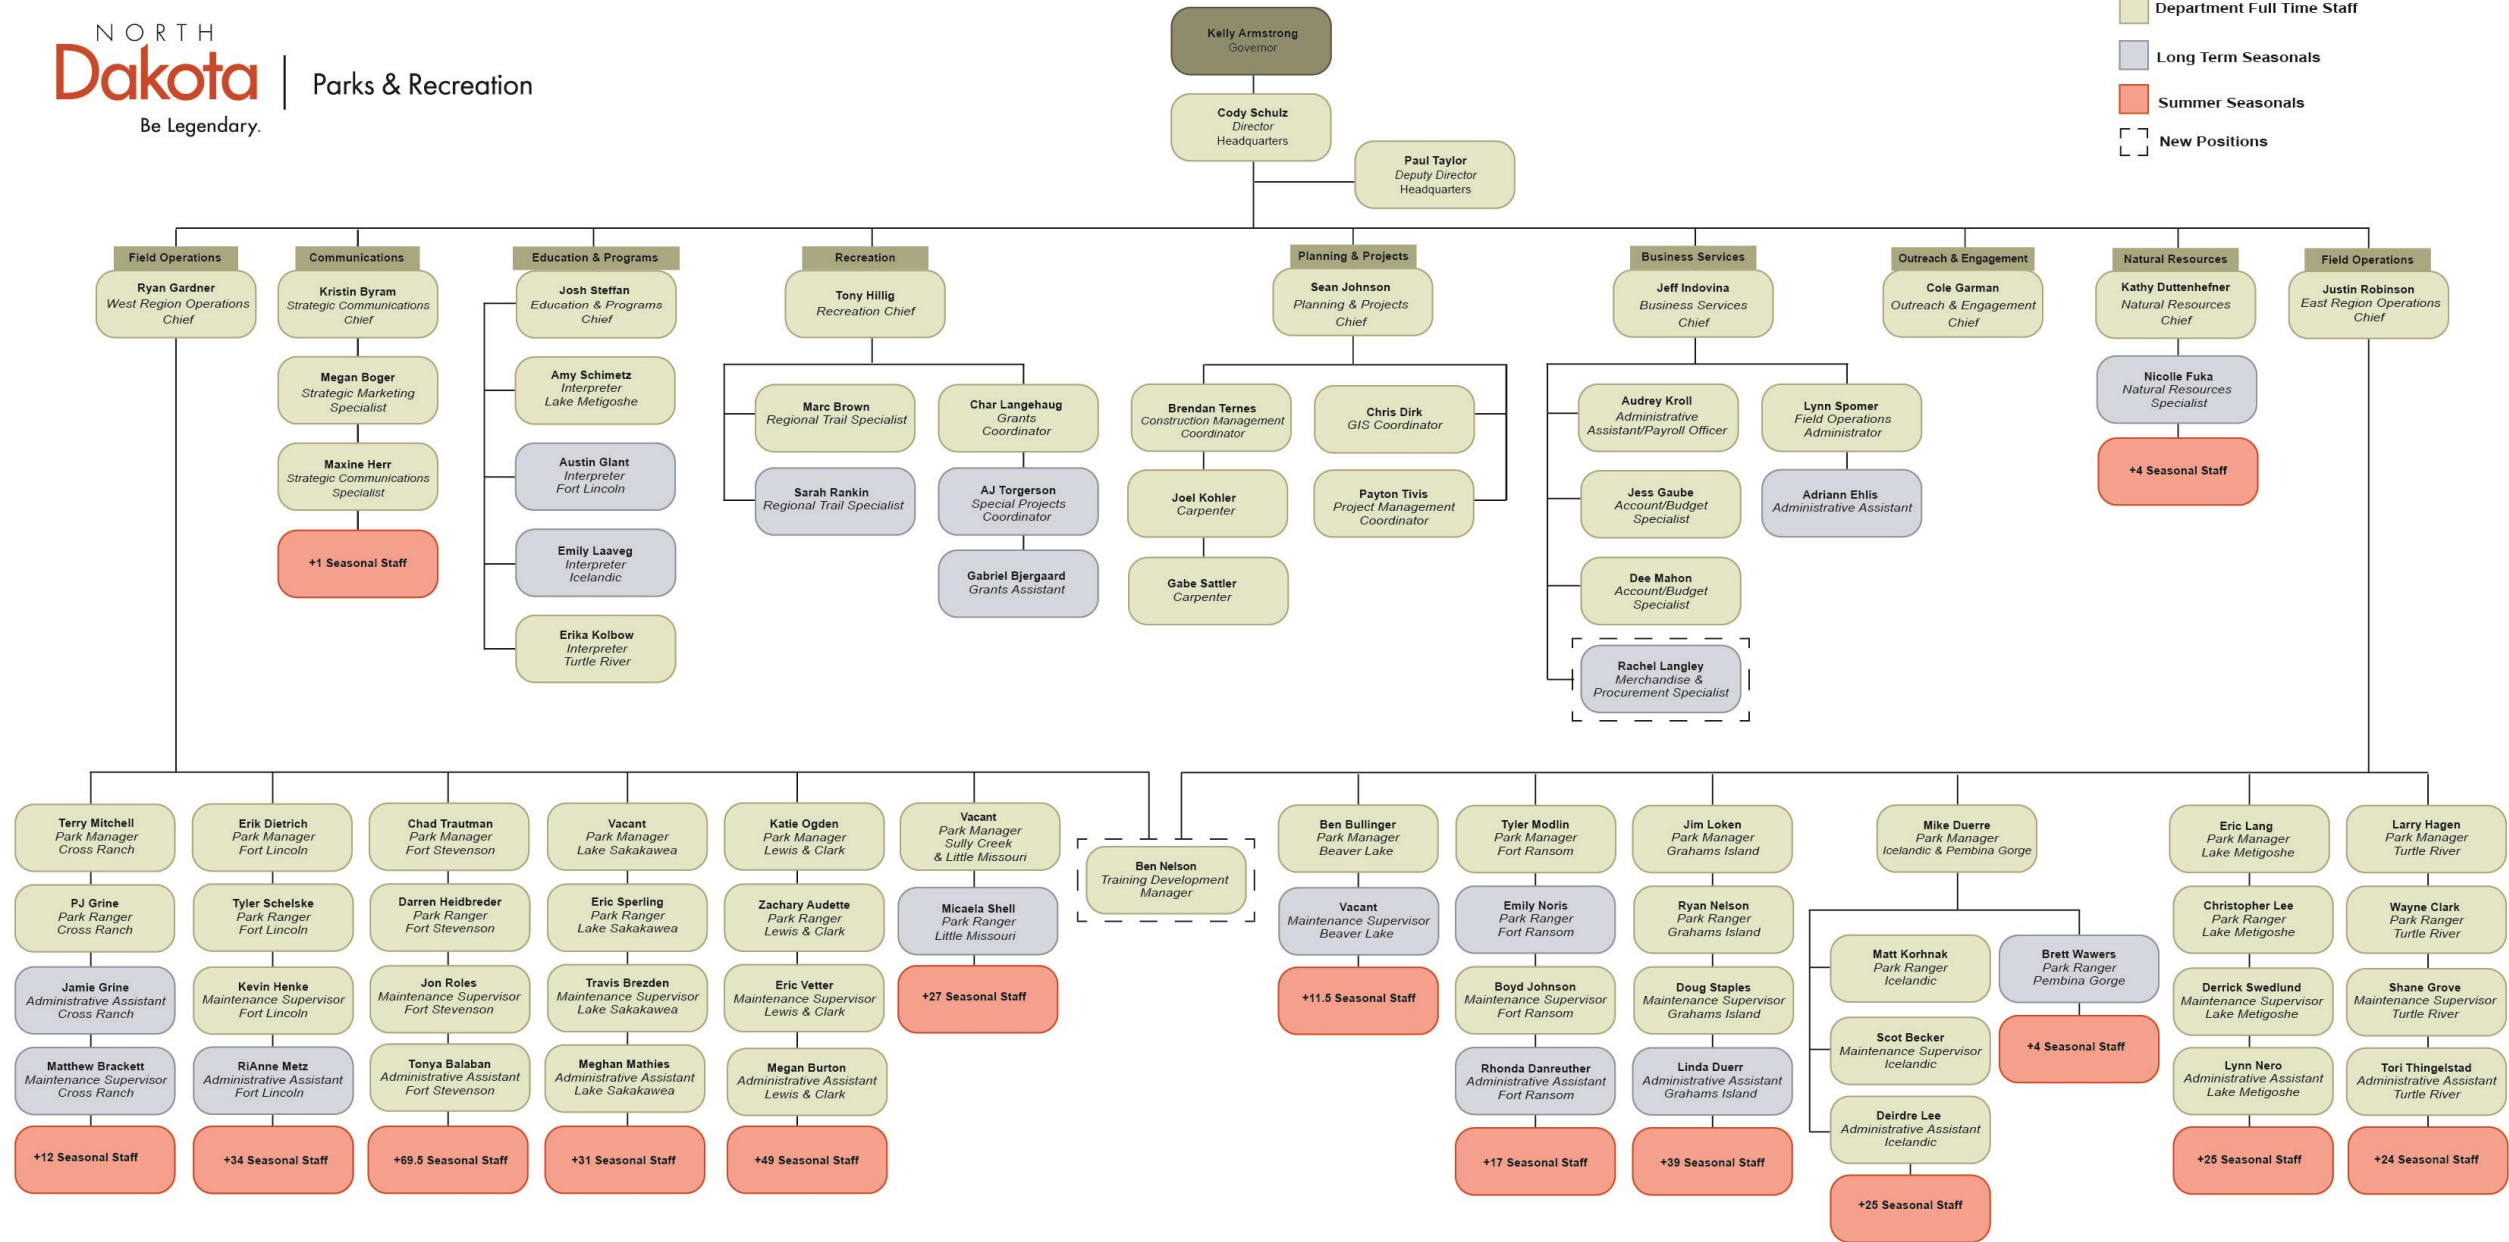 NORTH
Dakota
Be Legendary.
Parks & Recreation
Kelly Armstrong
Governor
Cody Schulz
Director
Headquarters
Paul Taylor
Deputy Director
Headquarters
Department Full Time Staff
Long Term Seasonals
Summer Seasonals
New Positions
Field Operations
Ryan Gardner
West Region Operations
Chief
Communications
Kristin Byram
Strategic Communications
Chief
Megan Boger
Strategic Marketing
Specialist
Maxine Herr
Strategic Communications
Specialist
+1 Seasonal Staff
Education & Programs
Josh Steffan
Education & Programs
Chief
Amy Schimetz
Interpreter
Lake Metigoshe
Austin Glant
Interpreter
Fort Lincoln
Emily Laaveg
Interpreter
Icelandic
Erika Kolbow
Interpreter
Turtle River
Recreation
Tony Hillig
Recreation Chief
Marc Brown
Regional Trail Specialist
Sarah Rankin
Regional Trail Specialist
Char Langehaug
Grants
Coordinator
AJ Torgerson
Special Projects
Coordinator
Gabriel Bjergaard
Grants Assistant
Planning & Projects
Sean Johnson
Planning & Projects
Chief
Brendan Ternes
Construction Management
Coordinator
Joel Kohler
Carpenter
Gabe Sattler
Carpenter
Chris Dirk
GIS Coordinator
Payton Tivis
Project Management
Coordinator
Business Services
Jeff Indovina
Business Services
Chief
Audrey Kroll
Administrative
Assistant/Payroll Officer
Jess Gaube
Account/Budget
Specialist
Dee Mahon
Account/Budget
Specialist
Rachel Langley
Merchandise &
Procurement Specialist
Lynn Spomer
Field Operations
Administrator
Adriann Ehlis
Administrative Assistant
Outreach & Engagement
Cole Garman
Outreach & Engagement
Chief
Natural Resources
Kathy Duttenhefner
Natural Resources
Chief
Nicolle Fuka
Natural Resources
Specialist
+4 Seasonal Staff
Field Operations
Justin Robinson
East Region Operations
Chief
Terry Mitchell
Park Manager
Cross Ranch
PJ Grine
Park Ranger
Cross Ranch
Jamie Grine
Administrative Assistant
Cross Ranch
Matthew Brackett
Maintenance Supervisor
Cross Ranch
+12 Seasonal Staff
Erik Dietrich
Park Manager
Fort Lincoln
Tyler Schelske
Park Ranger
Fort Lincoln
Kevin Henke
Maintenance Supervisor
Fort Lincoln
RiAnne Metz
Administrative Assistant
Fort Lincoln
+34 Seasonal Staff
Chad Trautman
Park Manager
Fort Stevenson
Darren Heidbreder
Park Ranger
Fort Stevenson
Jon Roles
Maintenance Supervisor
Fort Stevenson
Tonya Balaban
Administrative Assistant
Fort Stevenson
+69.5 Seasonal Staff
Vacant
Park Manager
Lake Sakakawea
Eric Sperling
Park Ranger
Lake Sakakawea
Travis Brezden
Maintenance Supervisor
Lake Sakakawea
Meghan Mathies
Administrative Assistant
Lake Sakakawea
+31 Seasonal Staff
Katie Ogden
Park Manager
Lewis & Clark
Zachary Audette
Park Ranger
Lewis & Clark
Eric Vetter
Maintenance Supervisor
Lewis & Clark
Megan Burton
Administrative Assistant
Lewis & Clark
+49 Seasonal Staff
Vacant
Park Manager
Sully Creek
& Little Missouri
Micaela Shell
Park Ranger
Little Missouri
+27 Seasonal Staff
Ben Nelson
Training Development
Manager
Ben Bullinger
Park Manager
Beaver Lake
Vacant
Maintenance Supervisor
Beaver Lake
+11.5 Seasonal Staff
Tyler Modlin
Park Manager
Fort Ransom
Emily Noris
Park Ranger
Fort Ransom
Boyd Johnson
Maintenance Supervisor
Fort Ransom
Rhonda Danreuther
Administrative Assistant
Fort Ransom
+17 Seasonal Staff
Jim Loken
Park Manager
Grahams Island
Ryan Nelson
Park Ranger
Grahams Island
Doug Staples
Maintenance Supervisor
Grahams Island
Linda Duerr
Administrative Assistant
Grahams Island
+39 Seasonal Staff
Mike Duerre
Park Manager
Icelandic & Pembina Gorge
Matt Korhnak
Park Ranger
Icelandic
Scot Becker
Maintenance Supervisor
Icelandic
Deirdre Lee
Administrative Assistant
Icelandic
+25 Seasonal Staff
Brett Wawers
Park Ranger
Pembina Gorge
+4 Seasonal Staff
Eric Lang
Park Manager
Lake Metigoshe
Christopher Lee
Park Ranger
Lake Metigoshe
Derrick Swedlund
Maintenance Supervisor
Lake Metigoshe
Lynn Nero
Administrative Assistant
Lake Metigoshe
+25 Seasonal Staff
Larry Hagen
Park Manager
Turtle River
Wayne Clark
Park Ranger
Turtle River
Shane Grove
Maintenance Supervisor
Turtle River
Tori Thingelstad
Administrative Assistant
Turtle River
+24 Seasonal Staff